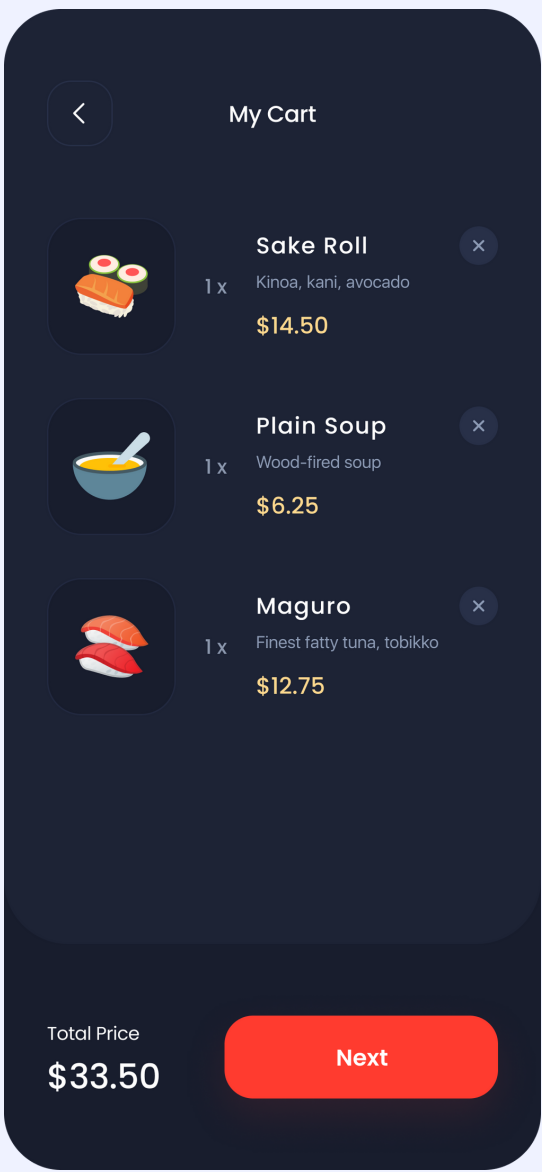 My Cart
Sake Roll
1 x
Kinoa, kani, avocado
$14.50
Plain Soup
1 x
Wood-fired soup
$6.25
Maguro
1 x
Finest fatty tuna, tobikko
$12.75
Total Price
$33.50
Next